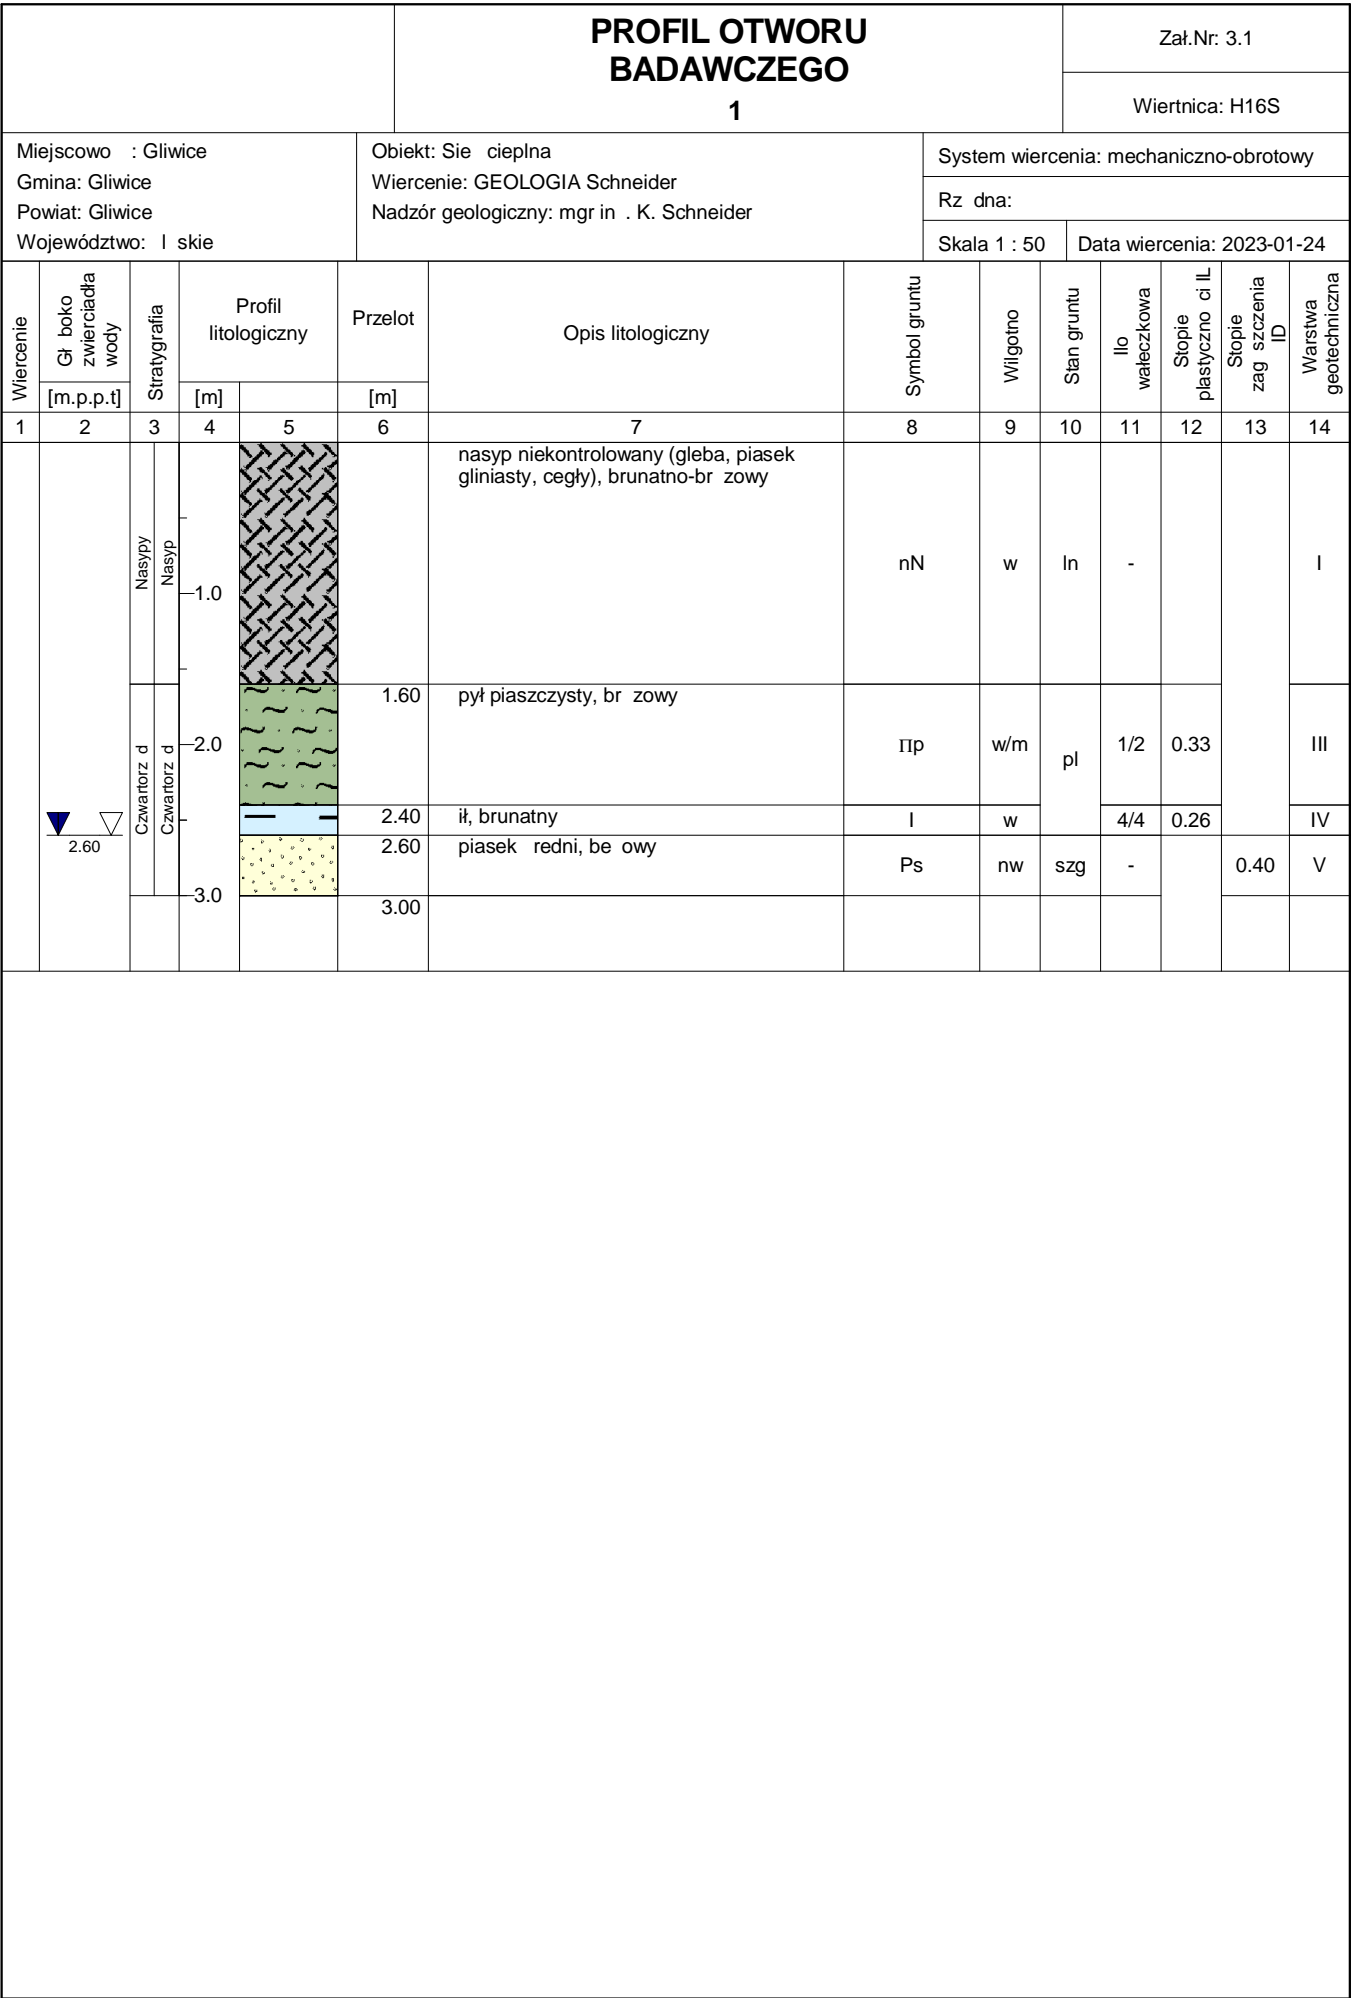 PROFIL OTWORU
BADAWCZEGO
1
Zał.Nr: 3.1
Wiertnica: H16S
Miejscowo : Gliwice
Gmina: Gliwice
Powiat: Gliwice
Województwo: l skie
Obiekt: Sie cieplna
Wiercenie: GEOLOGIA Schneider
Nadzór geologiczny: mgr in . K. Schneider
System wiercenia: mechaniczno-obrotowy
Rz dna:
Skala 1 : 50
Data wiercenia: 2023-01-24
Wiercenie
Gł boko
zwierciadła
wody
[m.p.p.t]
Stratygrafia
Profil
litologiczny
[m]
Przelot
[m]
Opis litologiczny
Symbol gruntu
Wilgotno
Stan gruntu
Ilo
wałeczkowa
Stopie
plastyczno ci IL
Stopie
zag szczenia
ID
Warstwa
geotechniczna
1 2 3 4 5 6 7 8 9 10 11 12 13 14
nasyp niekontrolowany (gleba, piasek
gliniasty, cegły), brunatno-br zowy
Nasypy
Nasyp
1.0
nN w ln - I
1.60 pył piaszczysty, br zowy
Czwartorz d
Czwartorz d
2.0
Πp w/m pl 1/2 0.33 III
2.40 ił, brunatny I w 4/4 0.26 IV
2.60
2.60 piasek redni, be owy
Ps nw szg - 0.40 V
3.0
3.00